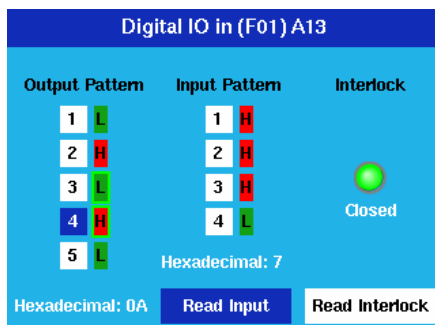 Digital IO in (F01) A13
Output Pattern Input Pattern Interlock
1 L 1 H
2 H 2 H
3 L 3 H
4 H 4 L
Closed
5 L
Hexadecimal: 7
Hexadecimal: 0A Read Input Read Interlock